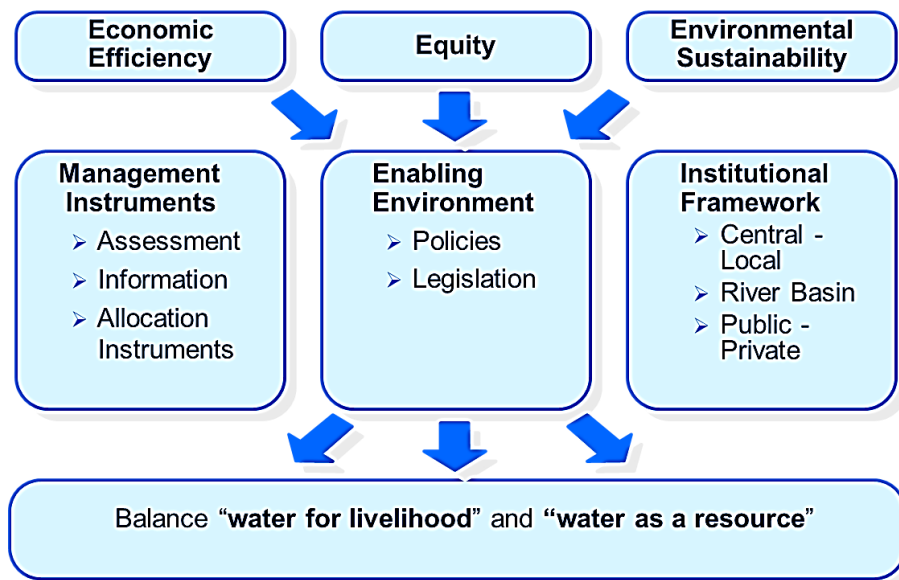 Economic
Efficiency
Equity
Environmental
Sustainability
Management
Instruments
➢ Assessment
➢ Information
➢ Allocation
Instruments
Enabling
Environment
➢ Policies
➢ Legislation
Institutional
Framework
➢ Central -
Local
➢ River Basin
➢ Public -
Private
Balance “water for livelihood” and “water as a resource”